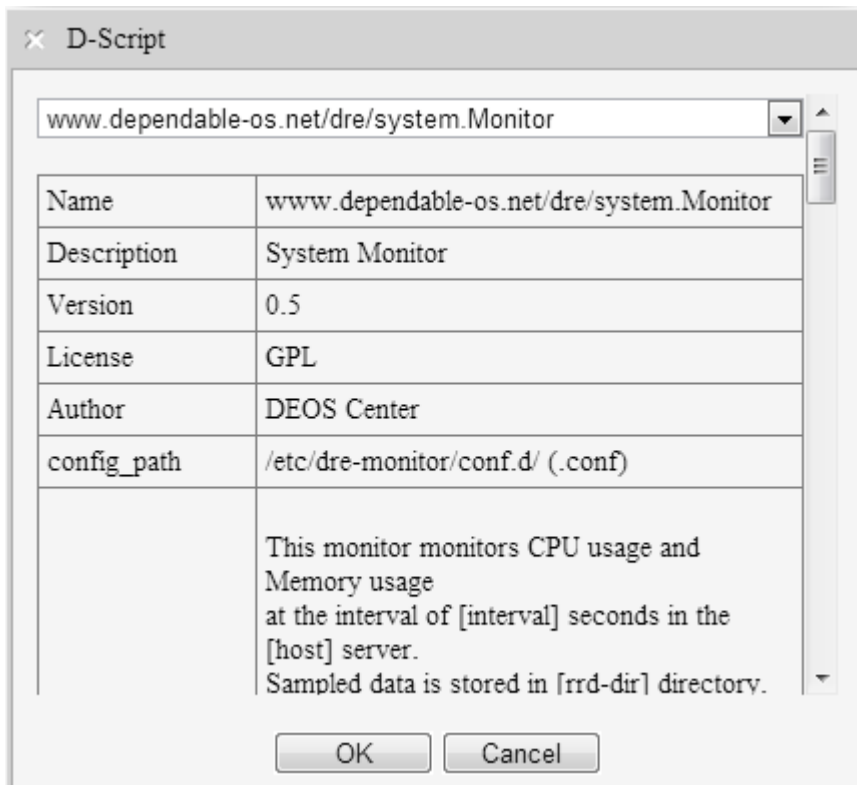 D-Script
www.dependable-os.net/dre/system.Monitor
Name www.dependable-os.net/dre/system.Monitor
Description System Monitor
Version 0.5
License GPL
Author DEOS Center
config_path /etc/dre-monitor/conf.d/ (.conf)
This monitor monitors CPU usage and
Memory usage
at the interval of [interval] seconds in the
[host] server.
Sampled data is stored in [rrd-dir] directory.
OK Cancel